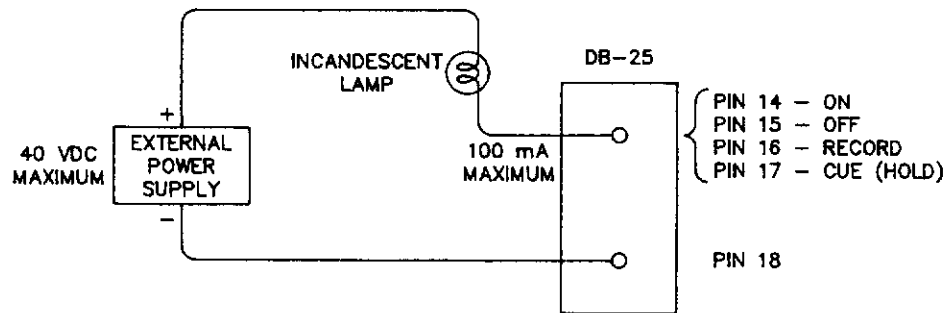 INCANDESCENT
LAMP
DB-25
+
EXTERNAL
POWER
SUPPLY
-
40 VDC
MAXIMUM
100 mA
MAXIMUM
PIN 14 - ON
PIN 15 - OFF
PIN 16 - RECORD
PIN 17 - CUE (HOLD)
PIN 18